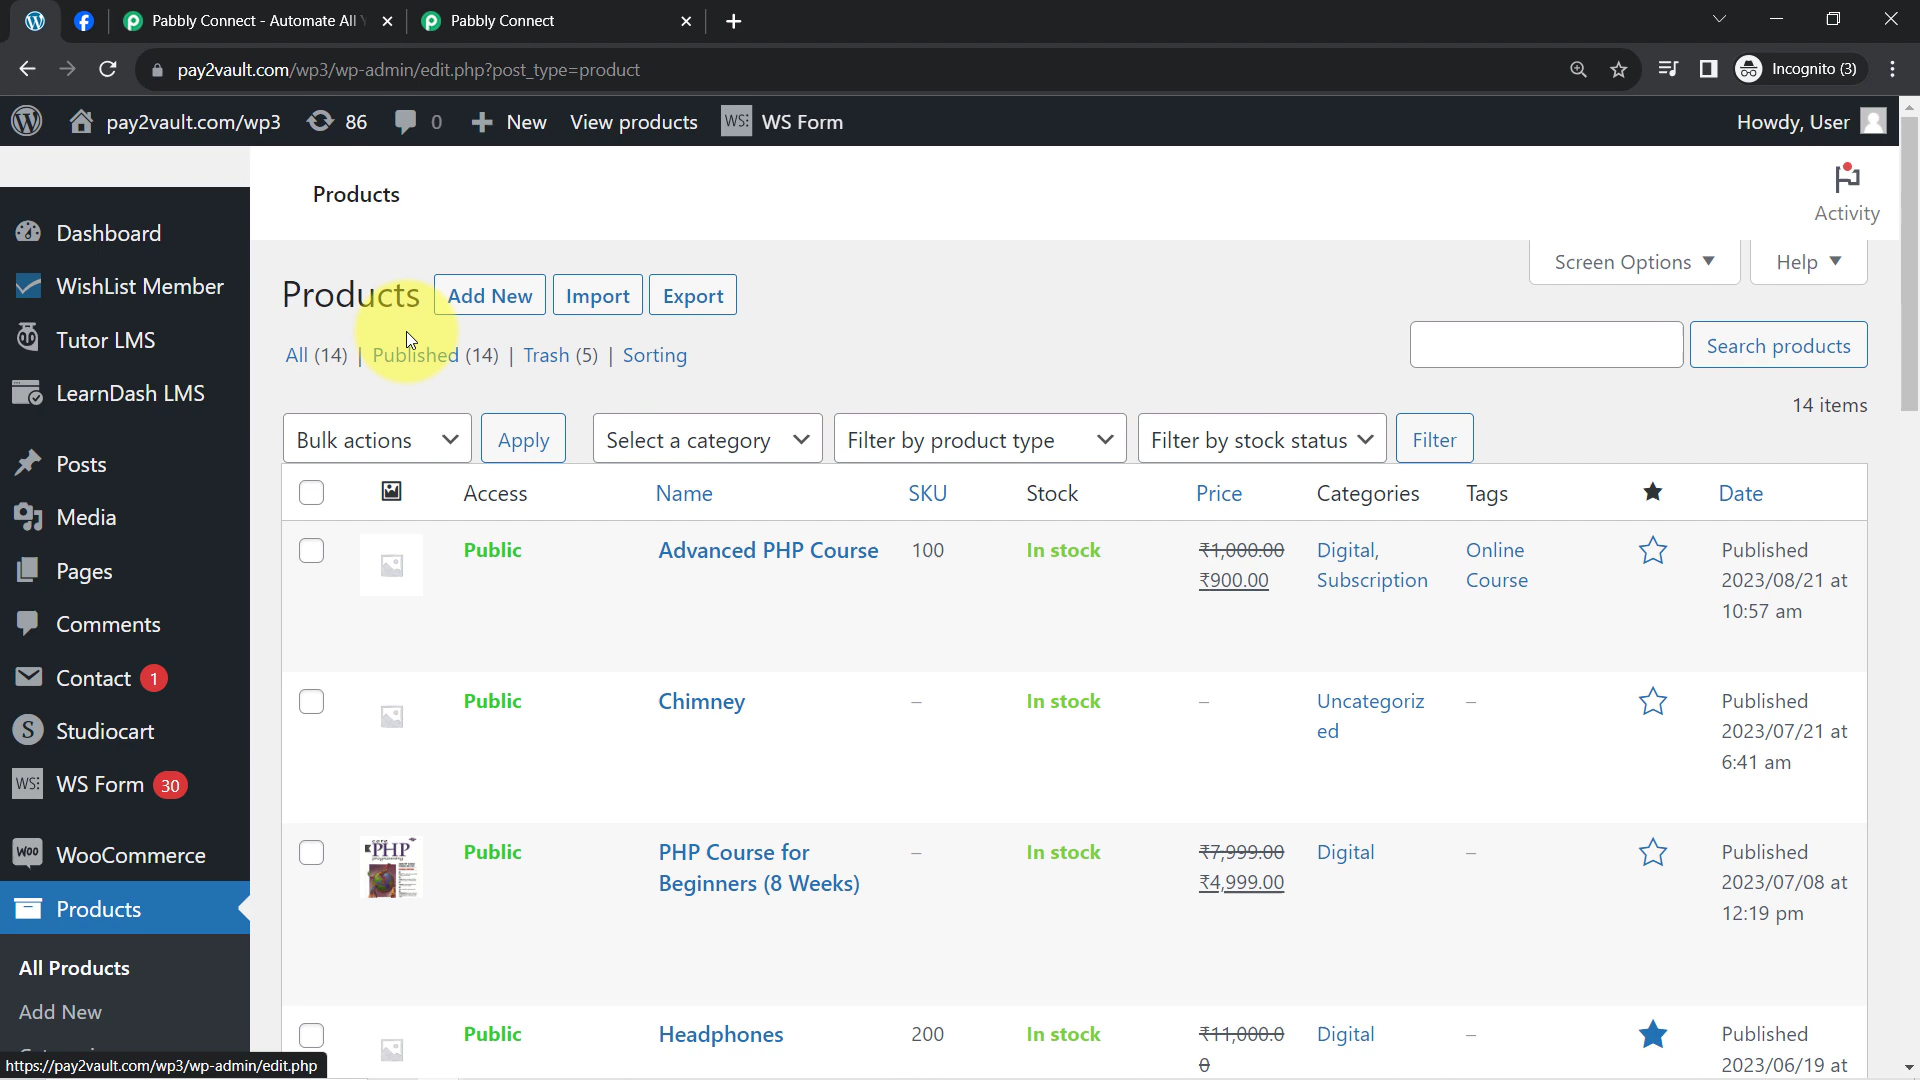 Pabbly Connect - Automate All
Pabbly Connect
pay2vault.com/wp3/wp-admin/edit.php?post_type=product
Incognito (3)
pay2vault.com/wp3 86 0 New View products WS: WS Form
Howdy, User
Products
Activity
Screen Options
Help
Dashboard
WishList Member
Tutor LMS
LearnDash LMS
Posts
Media
Pages
Comments
Contact 1
Studiocart
WS: WS Form 30
WOO WooCommerce
Products
All Products
Add New
https://pay2vault.com/wp3/wp-admin/edit.php
Products Add New Import Export
All (14) | Published (14) | Trash (5) | Sorting
Search products
14 items
Bulk actions Apply Select a category Filter by product type Filter by stock status Filter
Access Name SKU Stock Price Categories Tags Date
Public Advanced PHP Course 100 In stock ₹1,000.00 Digital, Online Published
₹900.00 Subscription Course 2023/08/21 at
10:57 am
Public Chimney – In stock – Uncategoriz – Published
ed 2023/07/21 at
6:41 am
Public PHP Course for – In stock ₹7,999.00 Digital – Published
Beginners (8 Weeks) ₹4,999.00 2023/07/08 at
12:19 pm
Public Headphones 200 In stock ₹11,000.0 Digital – Published
0 2023/06/19 at